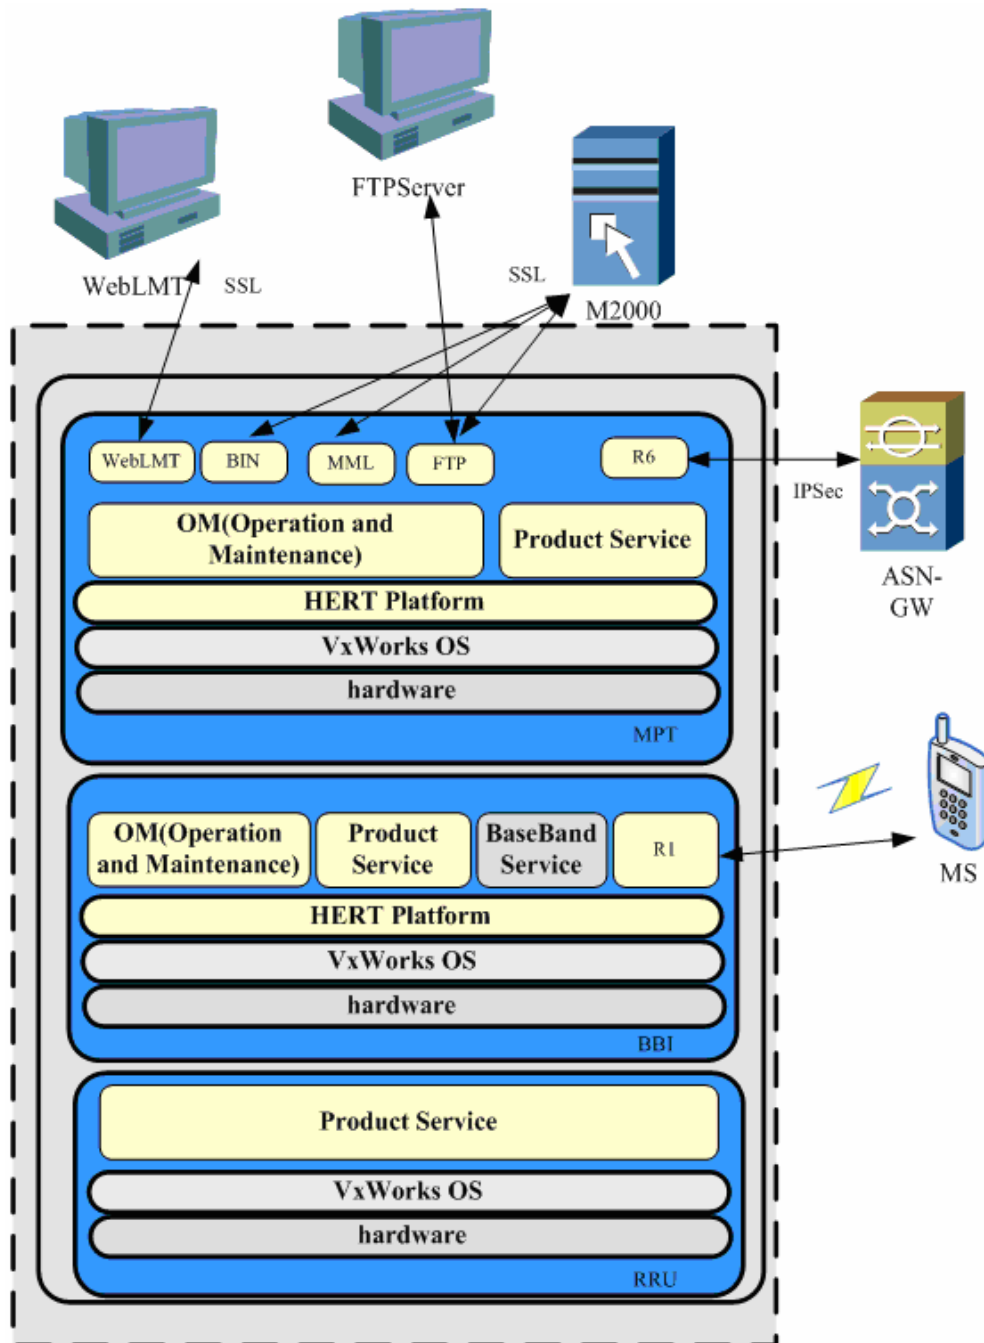 FTPServer
WebLMT
SSL
SSL
M2000
WebLMT
BIN
MML
FTP
R6
IPSec
OM(Operation and
Maintenance)
Product Service
ASN-
GW
HERT Platform
VxWorks OS
hardware
MPT
OM(Operation
and Maintenance)
Product
Service
BaseBand
Service
R1
MS
HERT Platform
VxWorks OS
hardware
BBI
Product Service
VxWorks OS
hardware
RRU